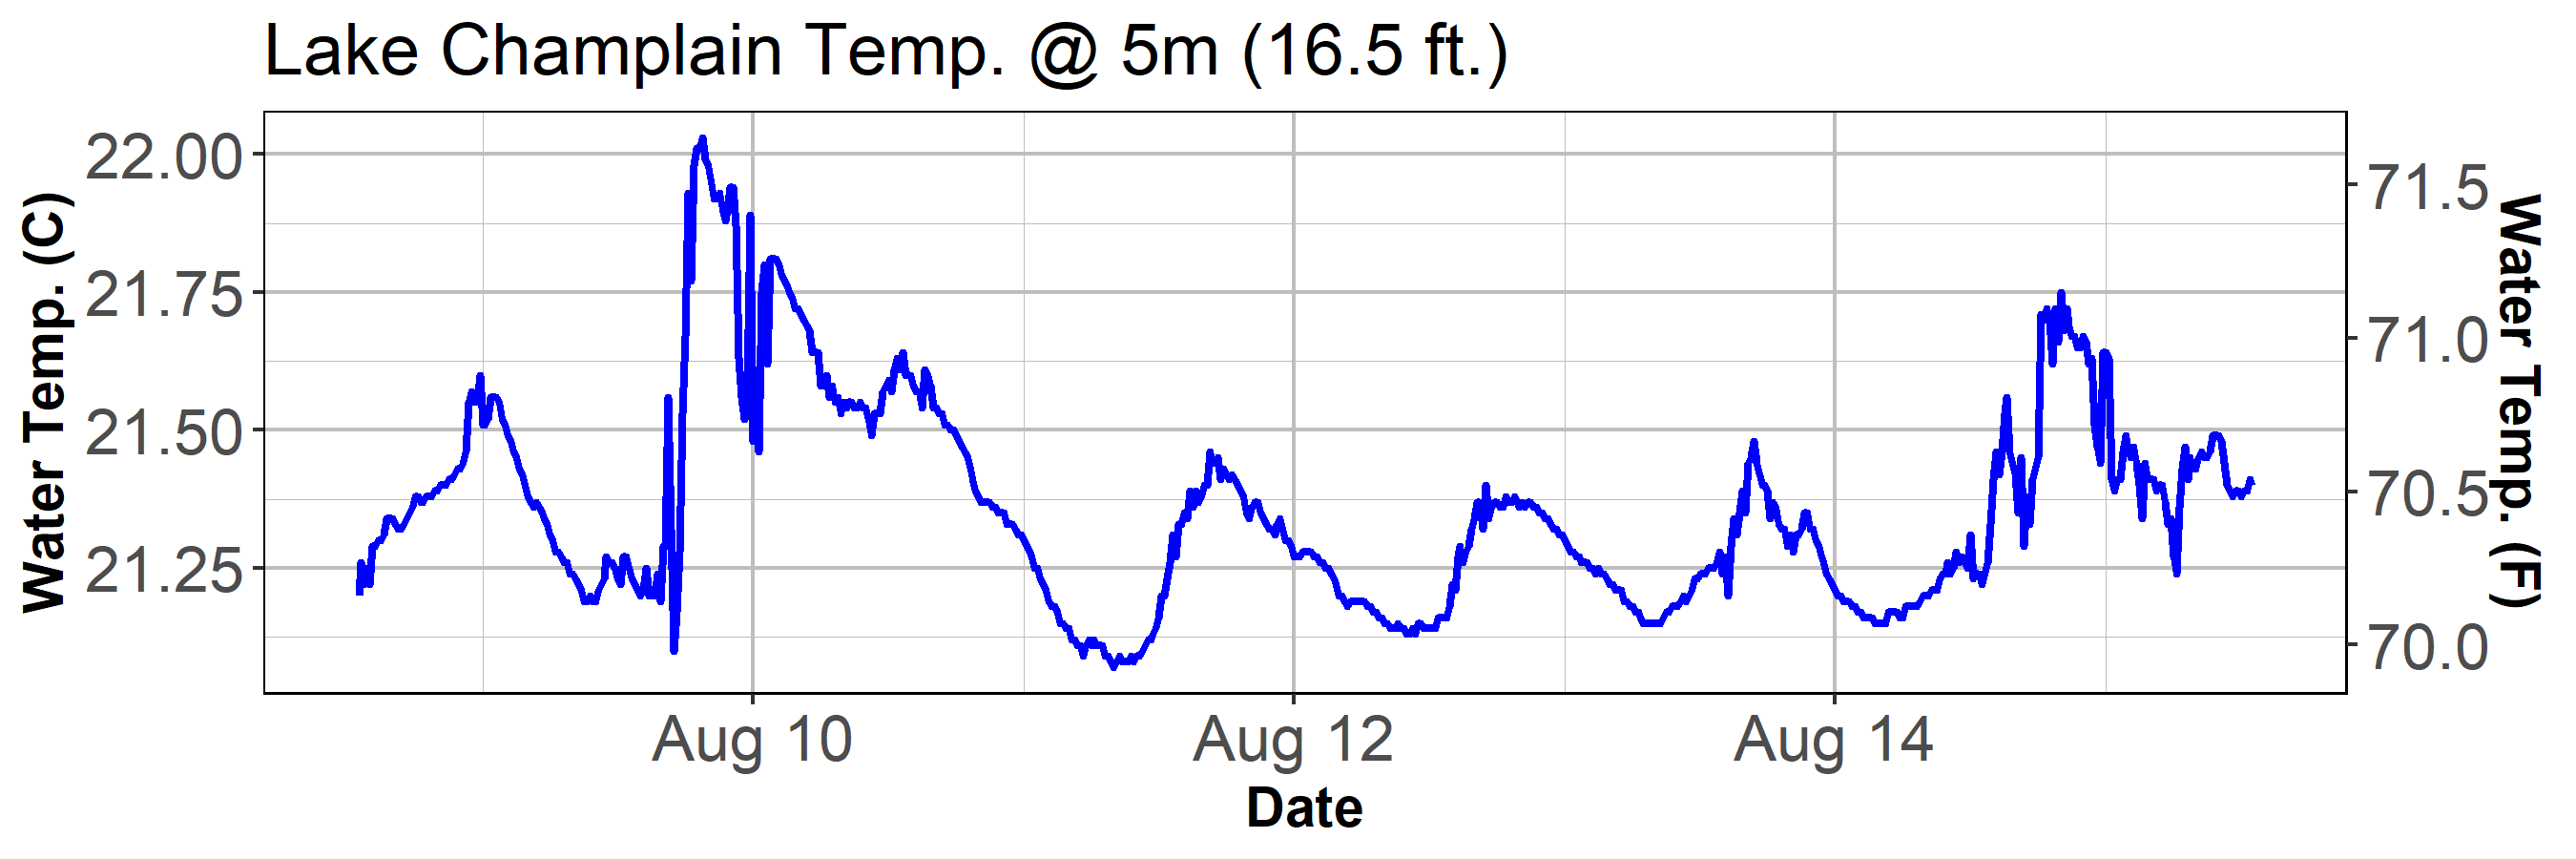 Lake Champlain Temp. @ 5m (16.5 ft.)
Water Temp. (C)
22.00
21.75
21.50
21.25
71.5
71.0
70.5
70.0
Water Temp. (F)
Aug 10
Aug 12
Aug 14
Date